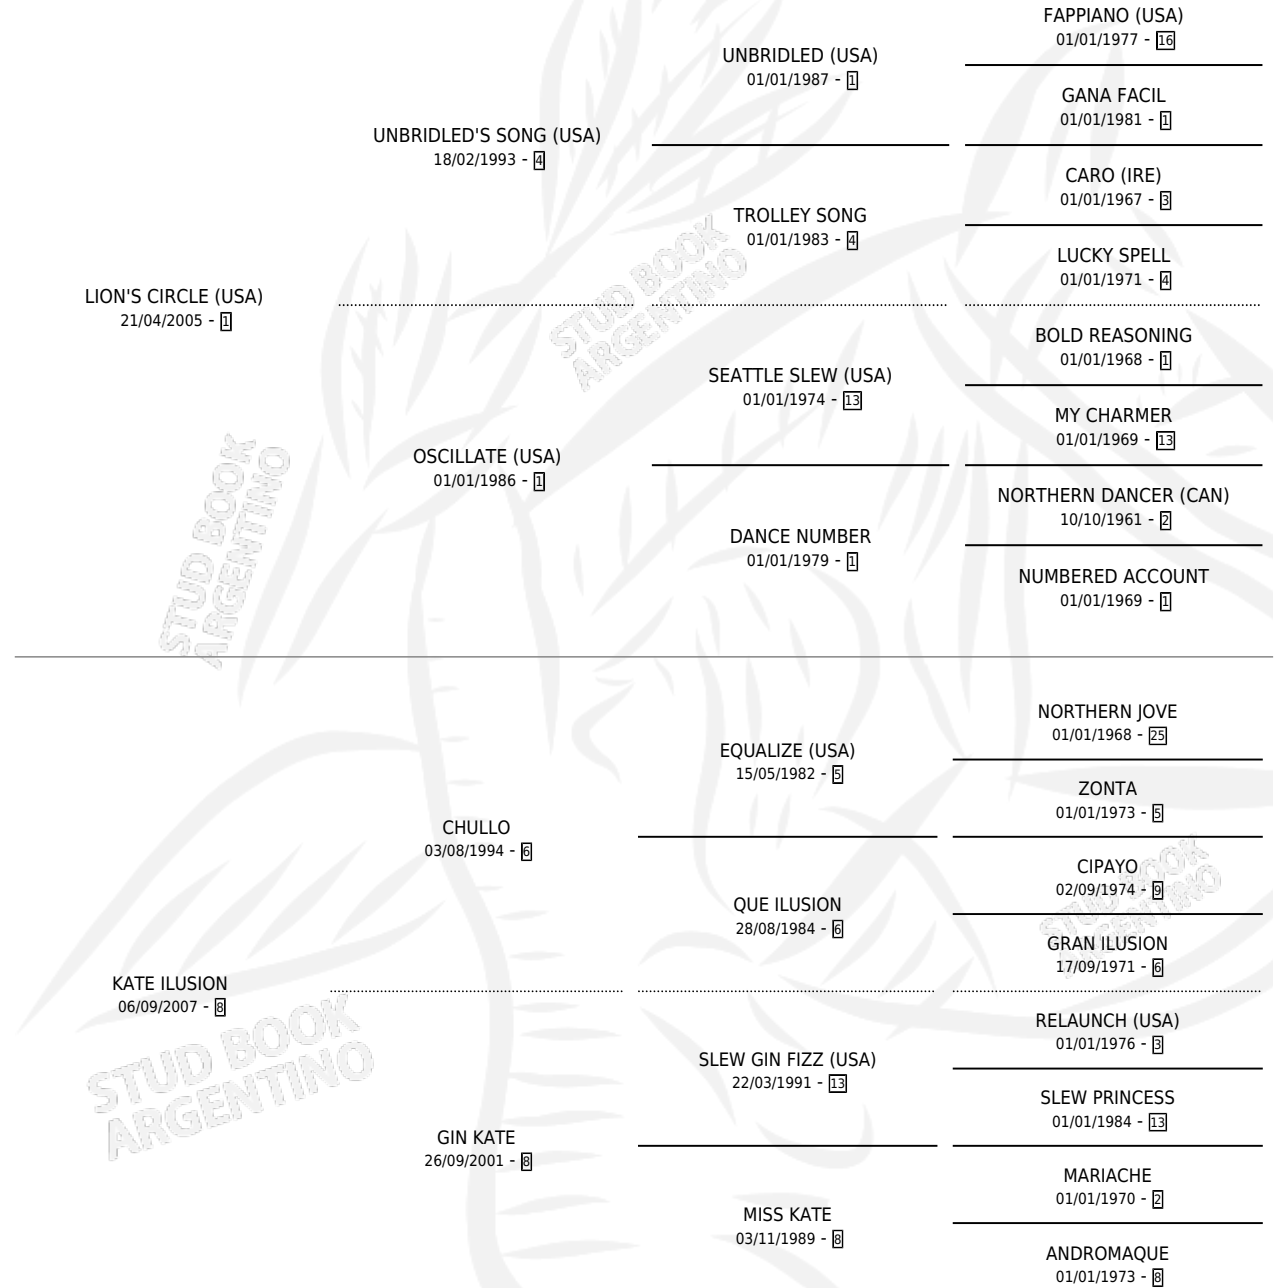 FAPPIANO (USA)
01/01/1977 - 16
UNBRIDLED (USA)
01/01/1987 - 1
GANA FACIL
01/01/1981 - 1
UNBRIDLED'S SONG (USA)
18/02/1993 - 4
CARO (IRE)
01/01/1967 - 3
TROLLEY SONG
01/01/1983 - 4
LUCKY SPELL
01/01/1971 - 4
LION'S CIRCLE (USA)
21/04/2005 - 1
STUD BOOK
ARGENTINO
BOLD REASONING
01/01/1968 - 1
SEATTLE SLEW (USA)
01/01/1974 - 13
MY CHARMER
01/01/1969 - 13
OSCILLATE (USA)
01/01/1986 - 1
NORTHERN DANCER (CAN)
10/10/1961 - 2
DANCE NUMBER
01/01/1979 - 1
NUMBERED ACCOUNT
01/01/1969 - 1
STUD BOOK
ARGENTINO
NORTHERN JOVE
01/01/1968 - 25
EQUALIZE (USA)
15/05/1982 - 5
ZONTA
01/01/1973 - 5
CHULLO
03/08/1994 - 6
CIPAYO
02/09/1974 - 9
QUE ILUSION
28/08/1984 - 6
STUD BOOK
ARGENTINO
GRAN ILUSION
17/09/1971 - 6
KATE ILUSION
06/09/2007 - 8
RELAUNCH (USA)
01/01/1976 - 3
SLEW GIN FIZZ (USA)
22/03/1991 - 13
SLEW PRINCESS
01/01/1984 - 13
STUD BOOK
ARGENTINO
GIN KATE
26/09/2001 - 8
MARIACHE
01/01/1970 - 2
MISS KATE
03/11/1989 - 8
ANDROMAQUE
01/01/1973 - 8